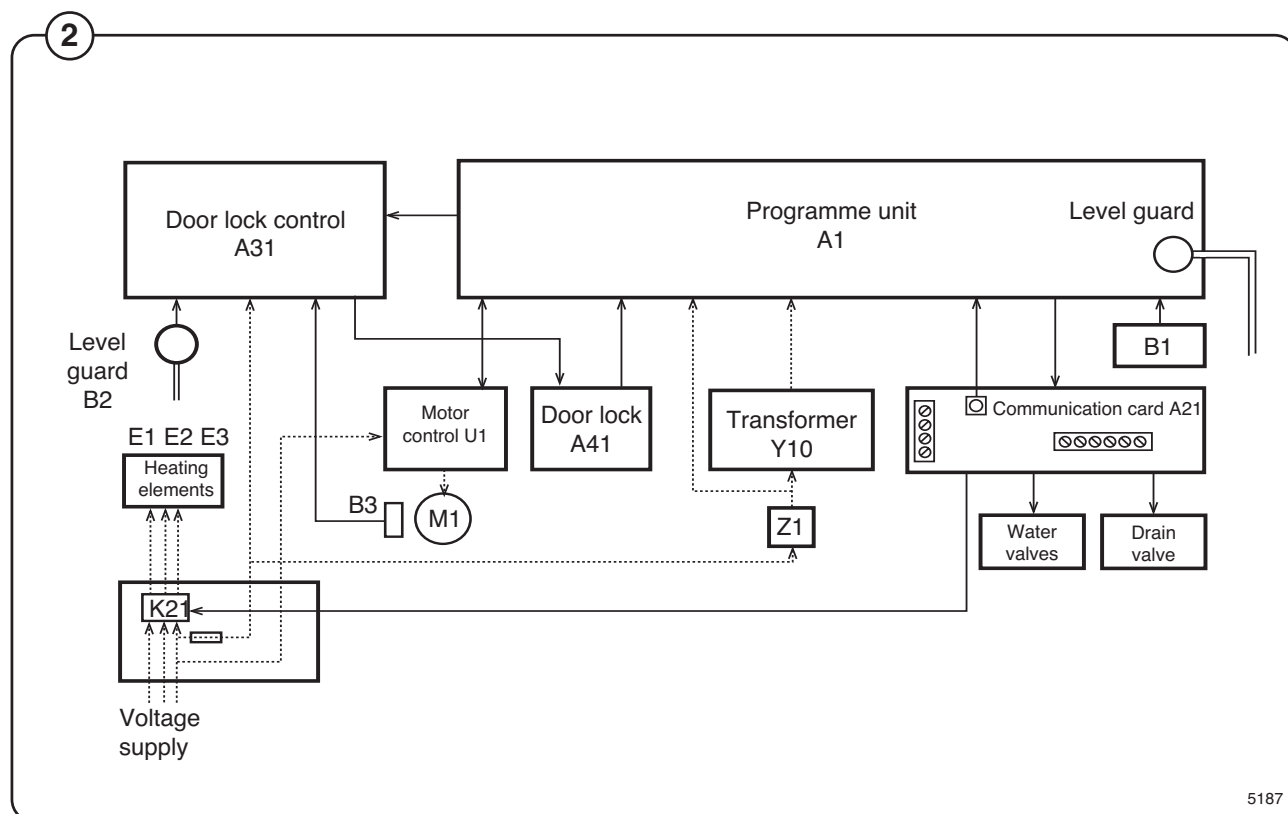 2
Door lock control
A31
Programme unit
A1
Level guard
Level
guard
B2
B1
Motor
control U1
Door lock
A41
Transformer
Y10
Communication card A21
E1 E2 E3
Heating
elements
B3
M1
Z1
Water
valves
Drain
valve
K21
Voltage
supply
5187